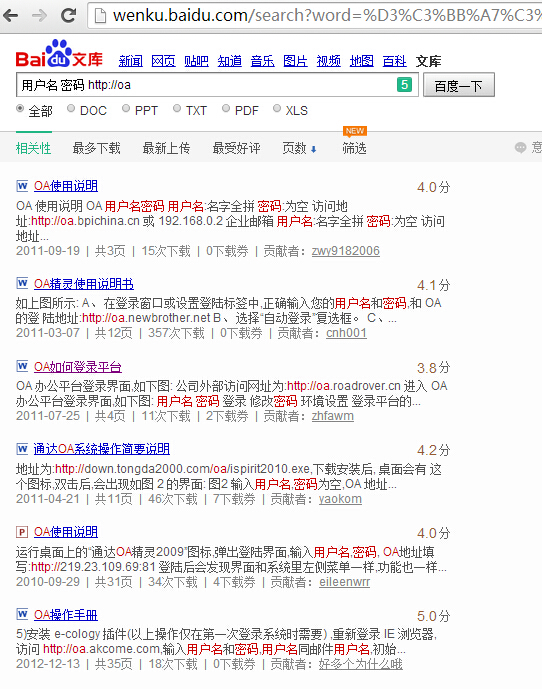 wenku.baidu.com/search?word=%D3%C3%BB%A7%C3%
Bai du 文库 新闻 网页 贴吧 知道 音乐 图片 视频 地图 百科 文库
用户名 密码 http://oa 5 百度一下
全部 DOC PPT TXT PDF XLS
NEW
相关性 最多下载 最新上传 最受好评 页数 筛选 意
OA使用说明 4.0分
OA 使用说明 OA 用户名密码 用户名:名字全拼 密码:为空 访问地
址:http://oa.bpichina.cn 或 192.168.0.2 企业邮箱 用户名:名字全拼 密码:为空 访问
地址...
2011-09-19 | 共3页 | 15次下载 | 0下载券 | 贡献者：zwy9182006
OA精灵使用说明书 4.1分
如上图所示: A、在登录窗口或设置登陆标签中,正确输入您的用户名和密码,和 OA
的登 陆地址:http://oa.newbrother.net B、选择“自动登录”复选框。 C、...
2011-03-07 | 共12页 | 357次下载 | 0下载券 | 贡献者：cnh001
OA如何登录平台 3.8分
OA 办公平台登录界面,如下图: 公司外部访问网址为:http://oa.roadrover.cn 进入 OA
办公平台登录界面,如下图: 用户名 密码 登录 修改密码 环境设置 登录平台的...
2011-07-25 | 共4页 | 11次下载 | 2下载券 | 贡献者：zhfawm
通达OA系统操作简要说明 4.2分
地址为:http://down.tongda2000.com/oa/ispirit2010.exe,下载安装后, 桌面会有 这
个图标,双击后,会出现如图 2 的界面: 图2 输入用户名,密码为空,OA 地址...
2011-04-21 | 共11页 | 46次下载 | 7下载券 | 贡献者：yaokom
OA使用说明 4.0分
运行桌面上的“通达OA精灵2009”图标,弹出登陆界面,输入用户名,密码, OA地址填
写:http://219.23.109.69:81 登陆后会发现界面和系统里左侧菜单一样,功能也一样...
2010-09-29 | 共31页 | 34次下载 | 4下载券 | 贡献者：eileenwrr
OA操作手册 5.0分
5)安装 e-cology 插件(以上操作仅在第一次登录系统时需要) ,重新登录 IE 浏览器,
访问 http://oa.akcome.com,输入用户名和密码,用户名同邮件用户名,初始...
2012-12-13 | 共35页 | 18次下载 | 0下载券 | 贡献者：好多个为什么哦